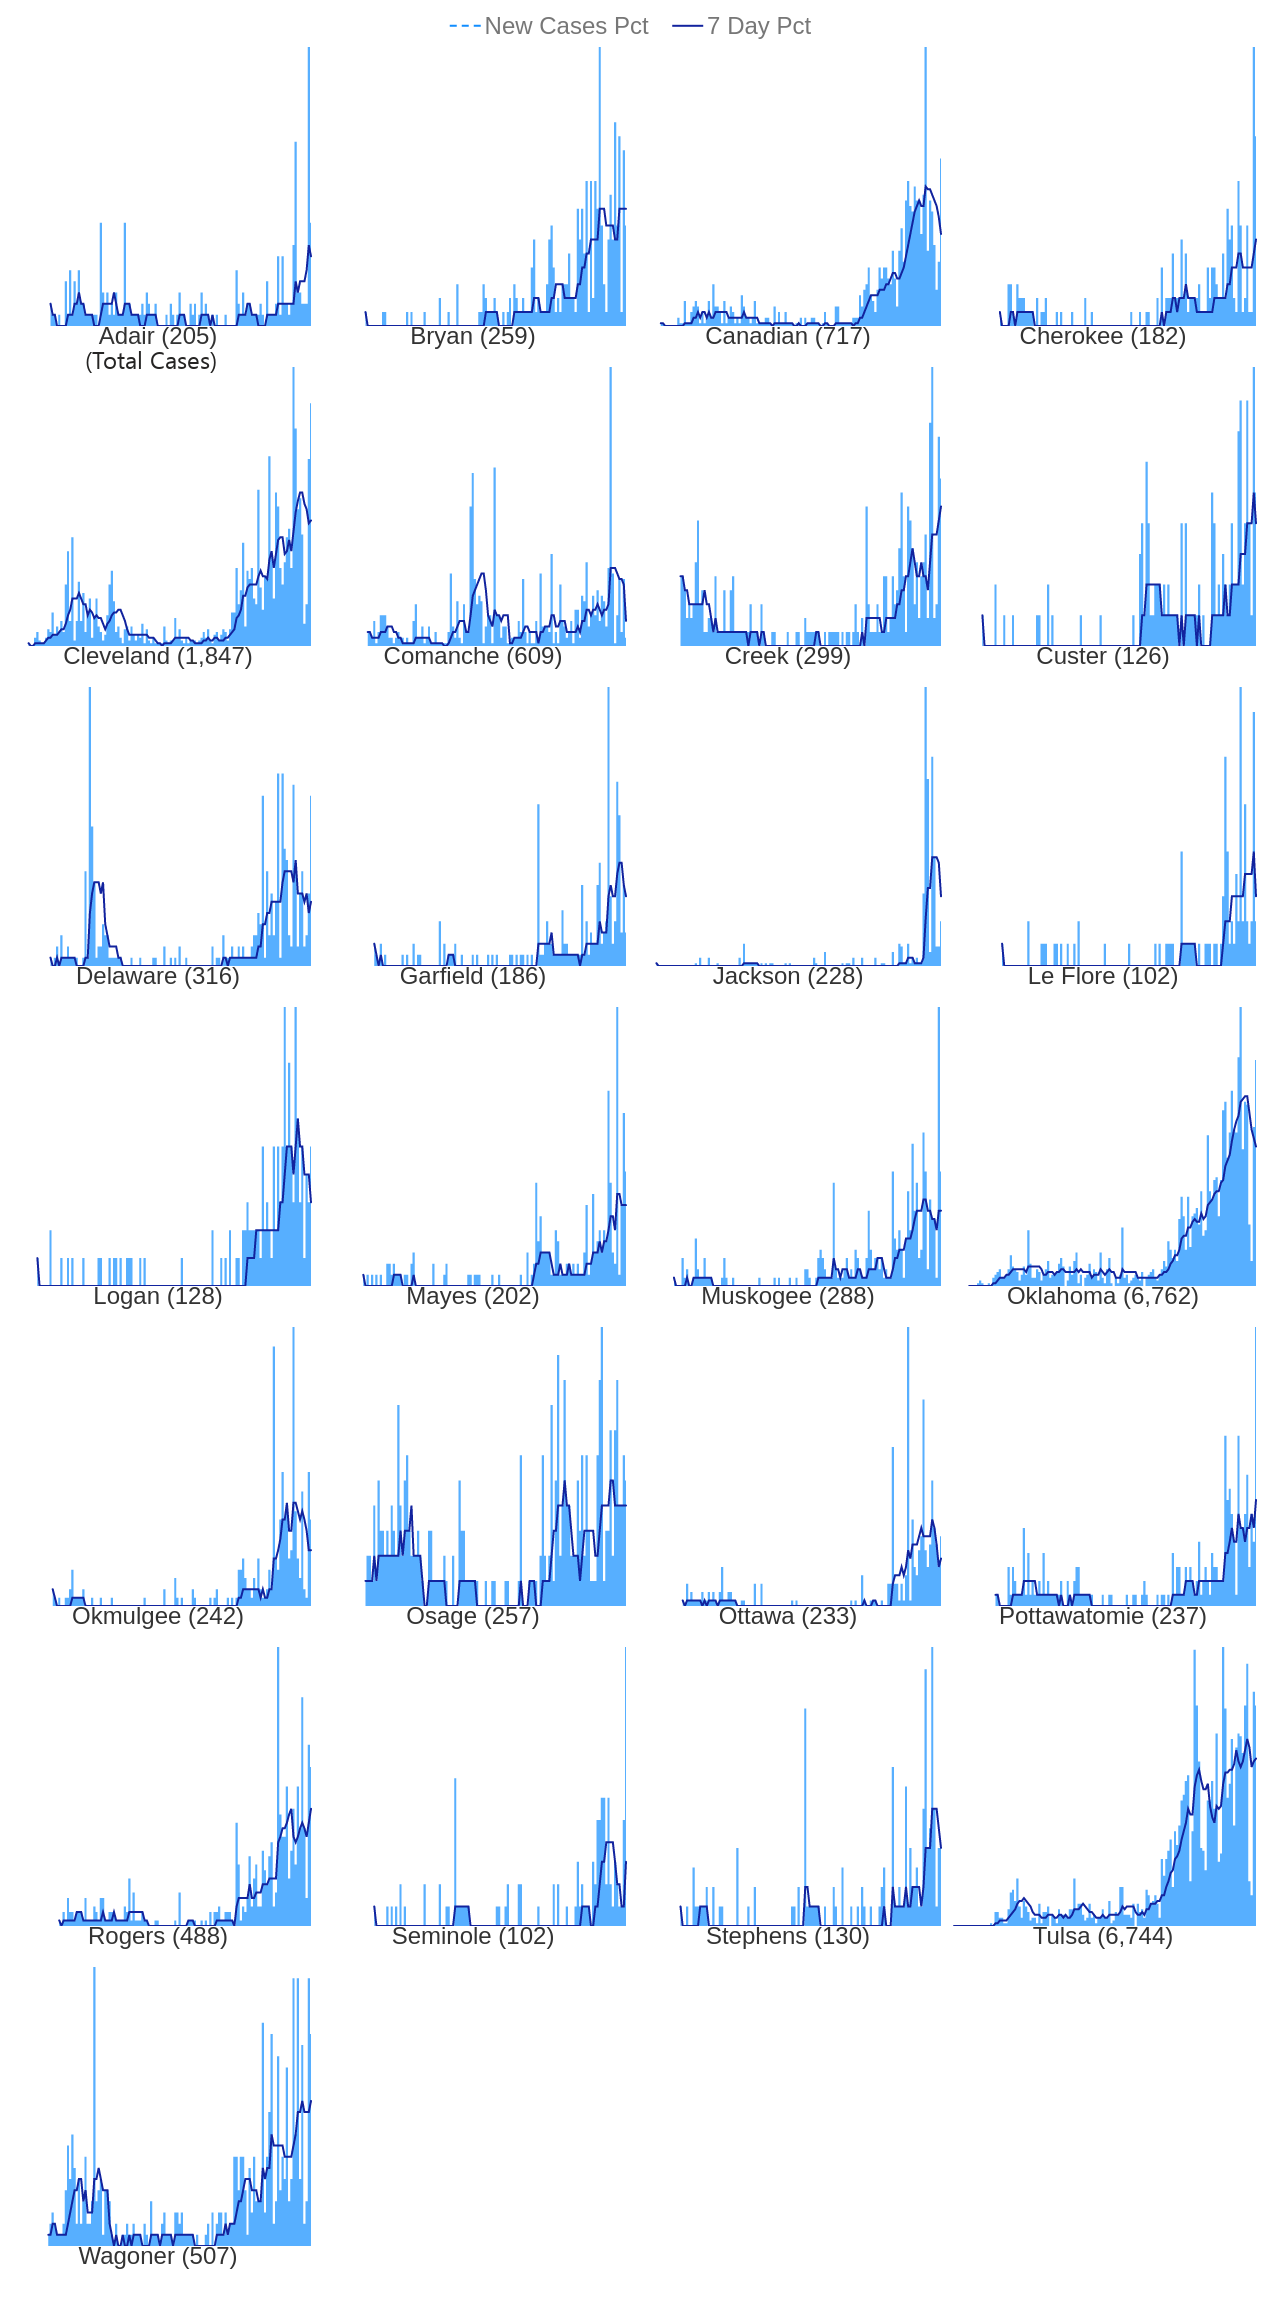 New Cases Pct 7 Day Pct
Adair (205) Bryan (259) Canadian (717) Cherokee (182)
(Total Cases)
Cleveland (1,847) Comanche (609) Creek (299) Custer (126)
Delaware (316) Garfield (186) Jackson (228) Le Flore (102)
Logan (128) Mayes (202) Muskogee (288) Oklahoma (6,762)
Okmulgee (242) Osage (257) Ottawa (233) Pottawatomie (237)
Rogers (488) Seminole (102) Stephens (130) Tulsa (6,744)
Wagoner (507)